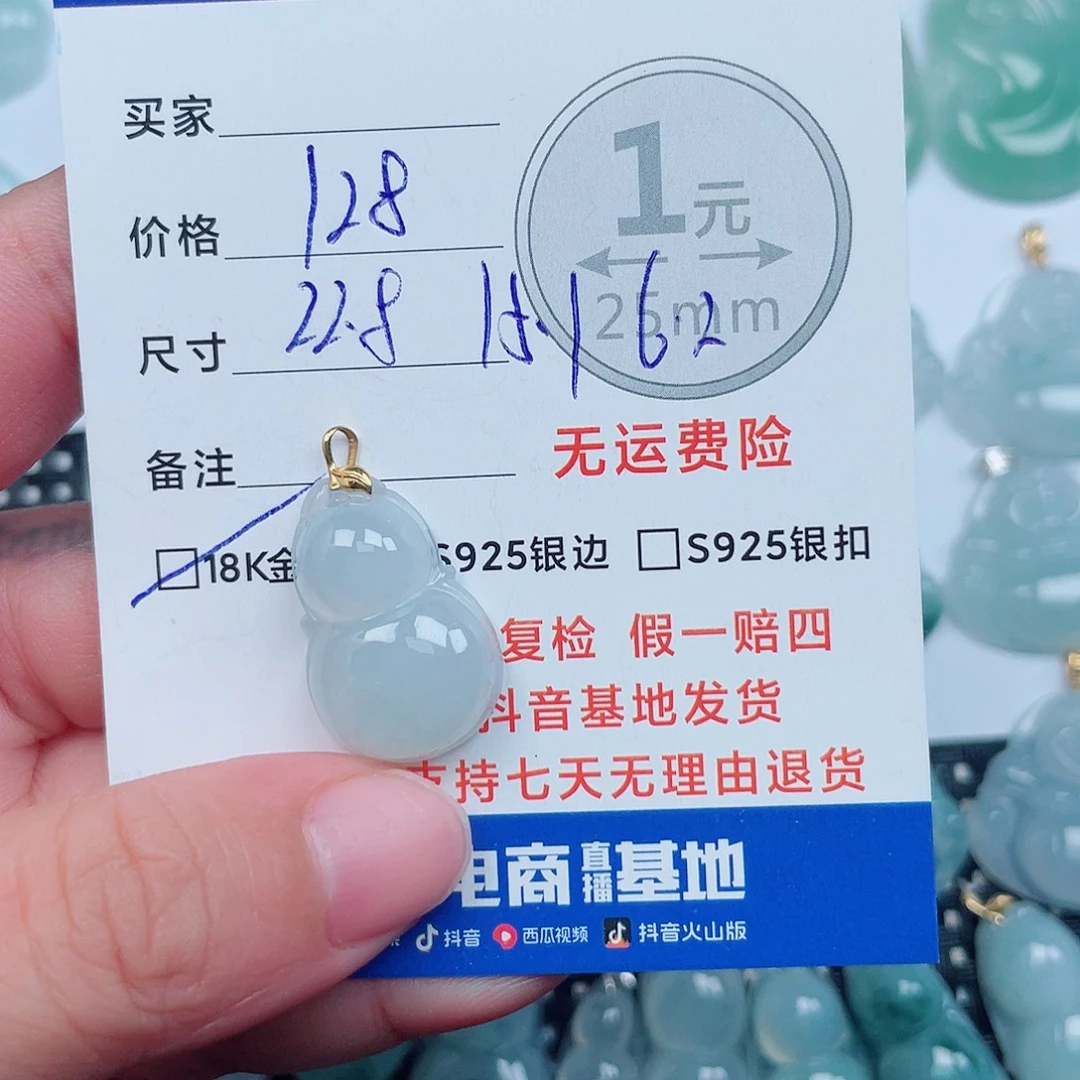 买家
1元
价格 128
25mm
尺寸 22.8 15.1 6.2
备注 无运费险
□18K金 S925银边 □S925银扣
复检 假一赔四
抖音基地发货
支持七天无理由退货
电商直播基地
抖音 西瓜视频 抖音火山版